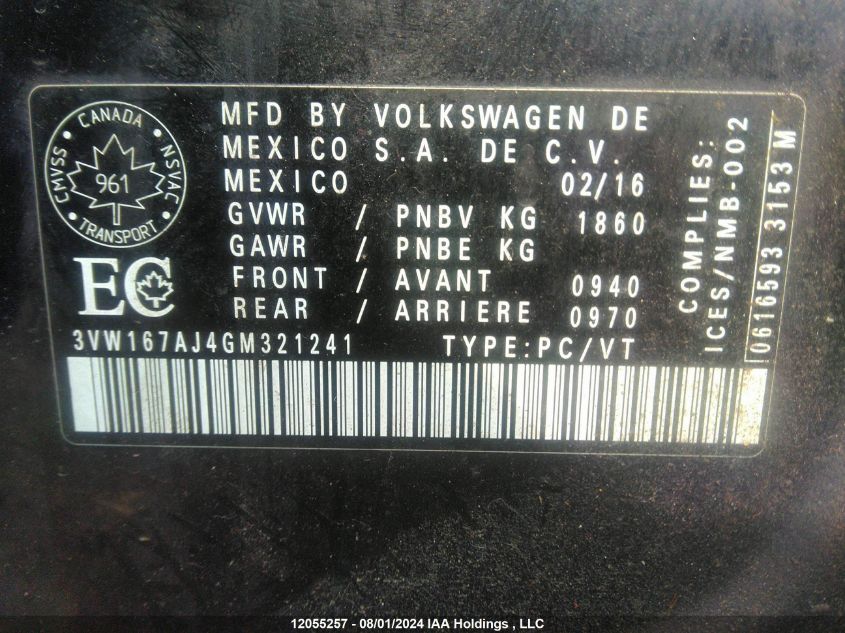 CANADA
CMVSS
NSVAC
961
TRANSPORT
EC
MFD BY VOLKSWAGEN DE
MEXICO S.A. DE C.V.
MEXICO 02/16
GVWR / PNBV KG 1860
GAWR / PNBE KG
FRONT / AVANT 0940
REAR / ARRIERE 0970
3VW167AJ4GM321241 TYPE:PC/VT
COMPLIES:
ICES/NMB-002
0616593 3153 M
12055257 - 08/01/2024 IAA Holdings , LLC